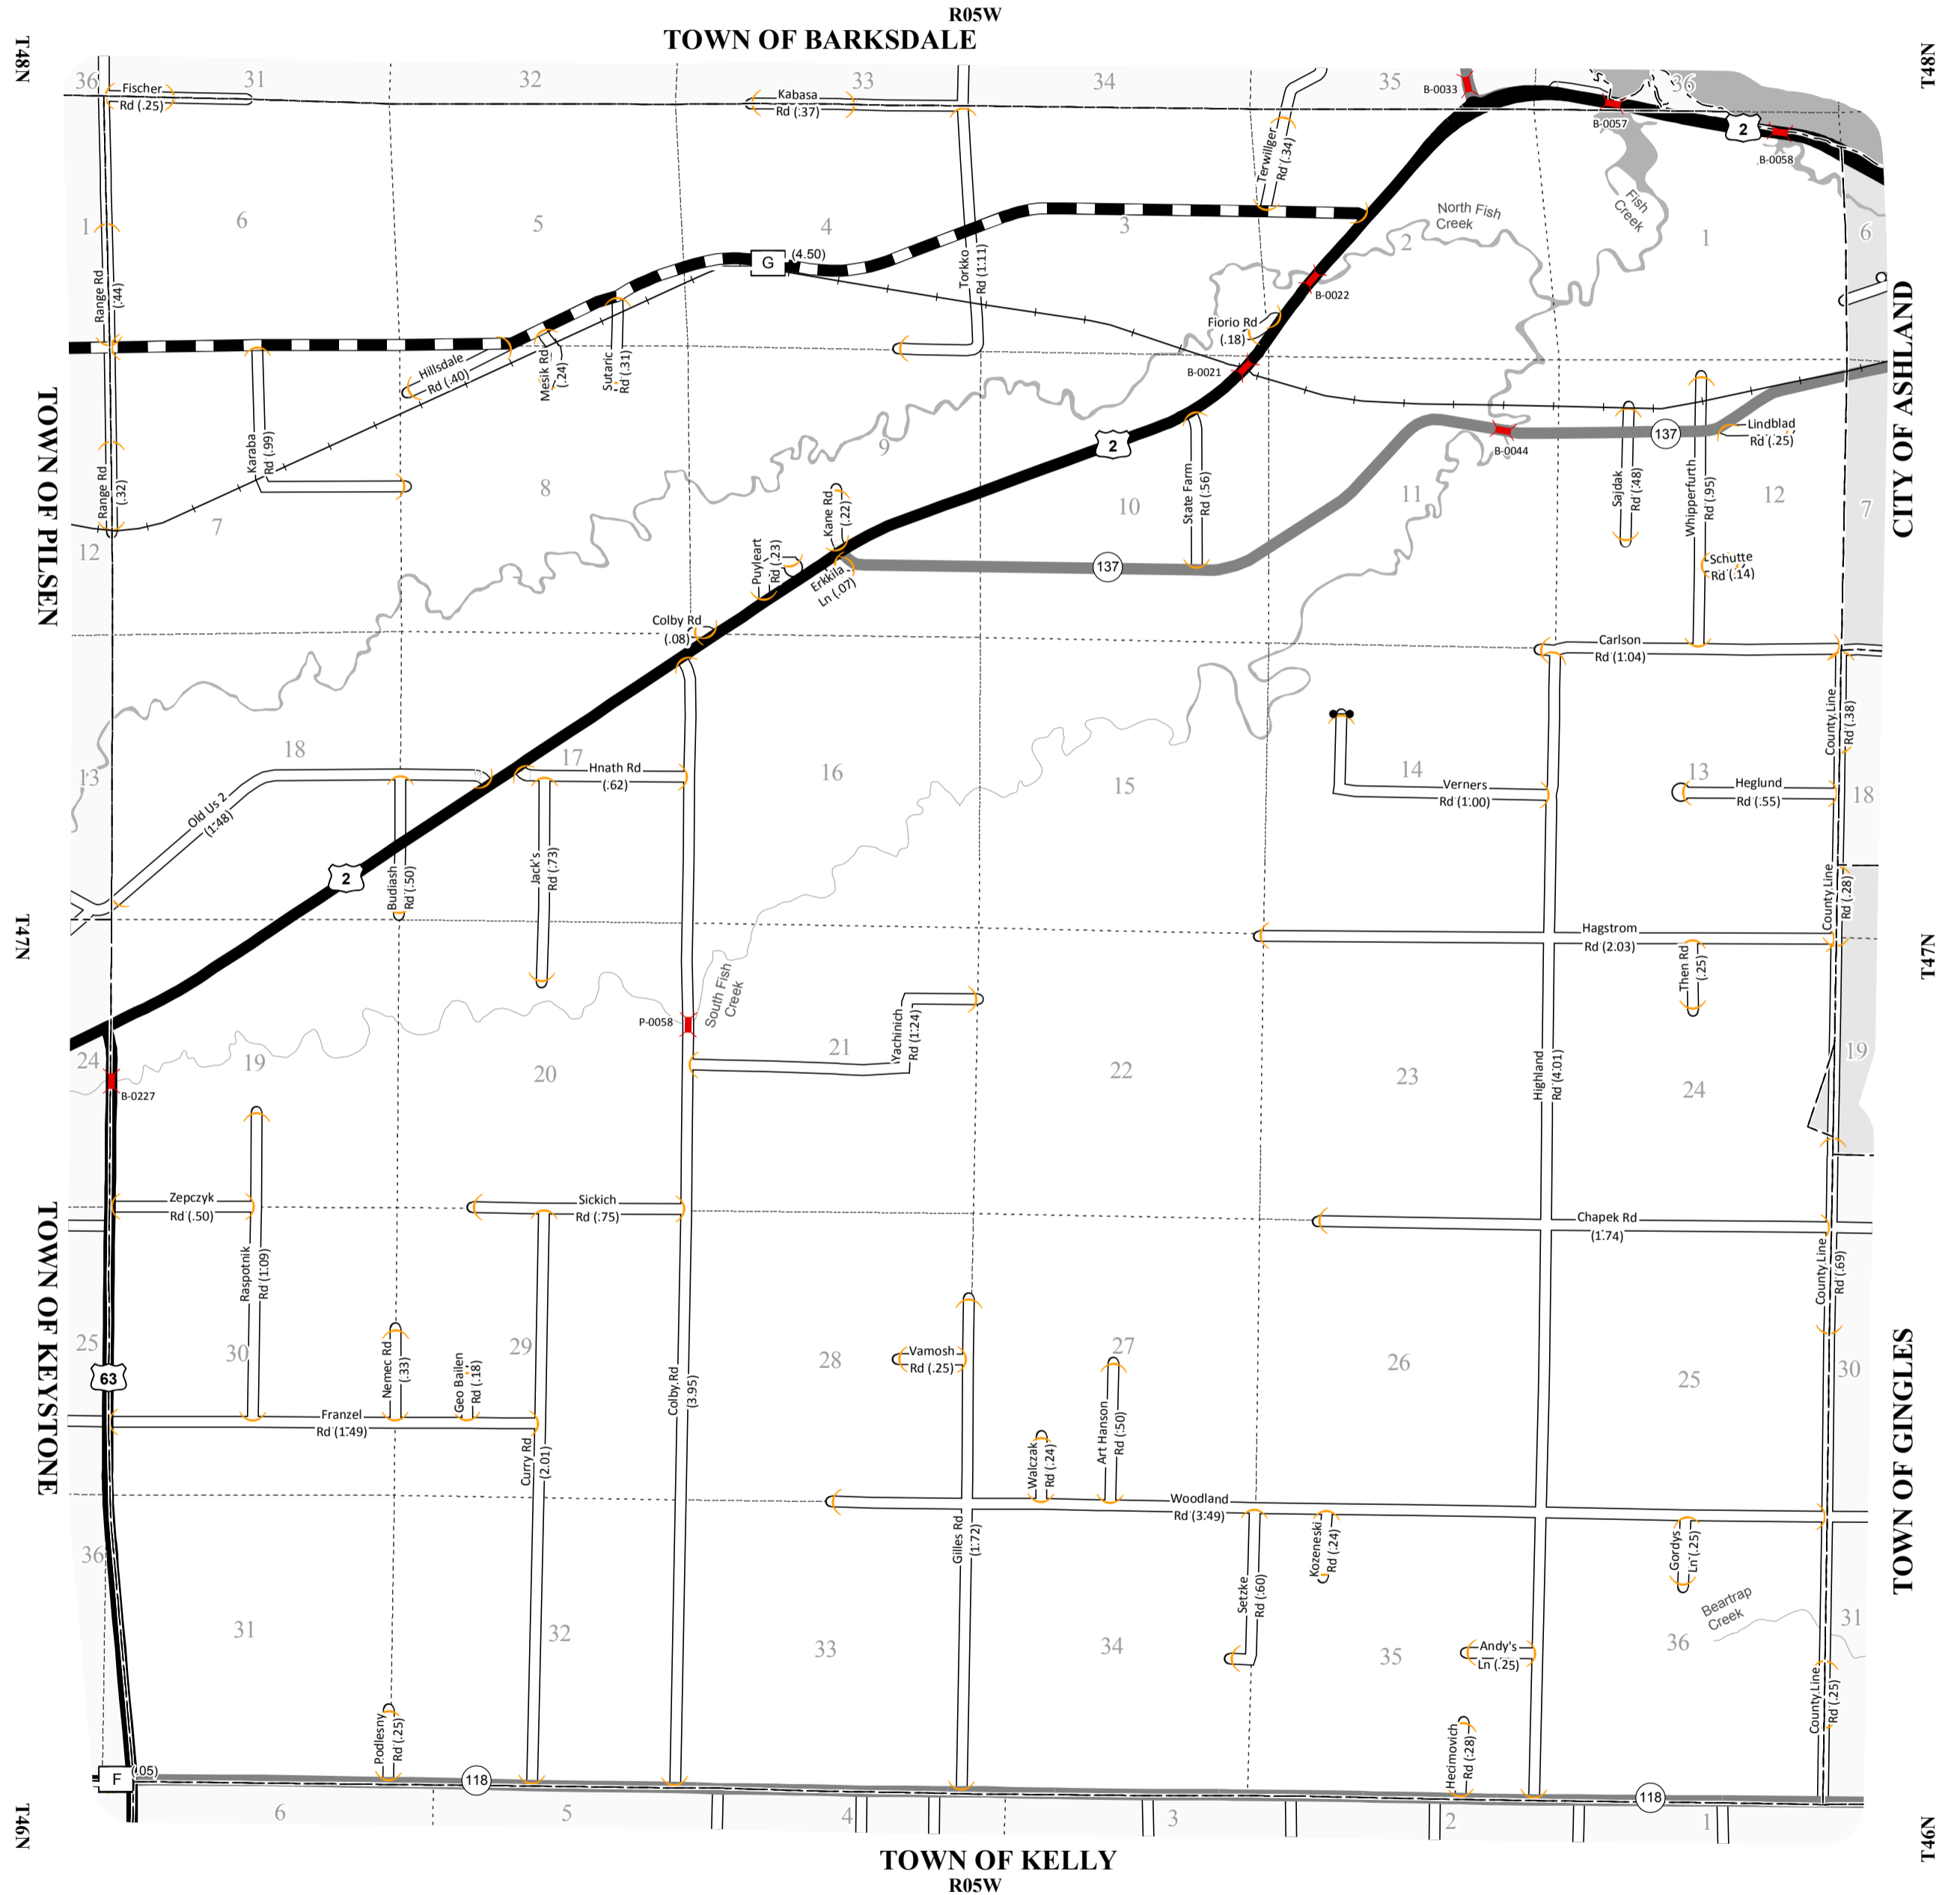 R05W
TOWN OF BARKSDALE
T48N
T48N
36
31
32
33
34
35
36
Fischer
Rd (.25)
Kabasa
Rd (.37)
B-0033
B-0057
2
B-0058
Terwillger
Rd (.34)
1
6
5
4
3
2
1
6
North Fish
Creek
Fish
Creek
G
(4.50)
Torkko
Rd (1.11)
Range Rd
(.44)
B-0022
Fiorio Rd
(.18)
B-0021
Hillsdale
Rd (.40)
Mesik Rd
(.24)
Sutaric
Rd (.31)
TOWN OF PILSEN
CITY OF ASHLAND
Karaba
Rd (.99)
Range Rd
(.32)
2
9
137
B-0044
Lindblad
Rd (.25)
12
7
8
10
11
12
7
Kane Rd
(.22)
State Farm
Rd (.56)
Sajdak
Rd (.48)
Whipperfurth
Rd (.95)
Puyleart
Rd (.23)
Erkkila
Ln (.07)
137
Schutte
Rd (.14)
Colby Rd
(.08)
Carlson
Rd (1.04)
County Line
Rd (.38)
13
18
17
16
15
14
13
18
Hnath Rd
(.62)
Verners
Rd (1.00)
Heglund
Rd (.55)
Old Us 2
(1.48)
2
Budiash
Rd (.50)
Jack's
Rd (.73)
County Line
Rd (.28)
T47N
T47N
Hagstrom
Rd (2.03)
Then Rd
(.25)
South Fish
Creek
P-0058
Yachinich
Rd (1.24)
24
19
20
21
22
23
24
19
B-0227
Highland
Rd (4.01)
Zepczyk
Rd (.50)
Sickich
Rd (.75)
Chapek Rd
(1.74)
TOWN OF KEYSTONE
TOWN OF GINGLES
Raspotnik
Rd (1.09)
County Line
Rd (.69)
25
30
29
28
27
26
25
30
63
Nemec Rd
(.33)
Geo Bailen
Rd (.18)
Vamosh
Rd (.25)
Colby Rd
(3.95)
Franzel
Rd (1.49)
Curry Rd
(2.01)
Walczak
Rd (.24)
Art Hanson
Rd (.50)
Woodland
Rd (3.49)
Gilles Rd
(1.72)
Kozeneski
Rd (.24)
Setzke
Rd (.60)
Gordys
Ln (.25)
Beartrap
Creek
36
31
32
33
34
35
36
31
Andy's
Ln (.25)
County Line
Rd (.25)
Podlesny
Rd (.25)
Hecimovich
Rd (.28)
F
(.05)
118
118
T46N
T46N
6
5
4
3
2
1
TOWN OF KELLY
R05W